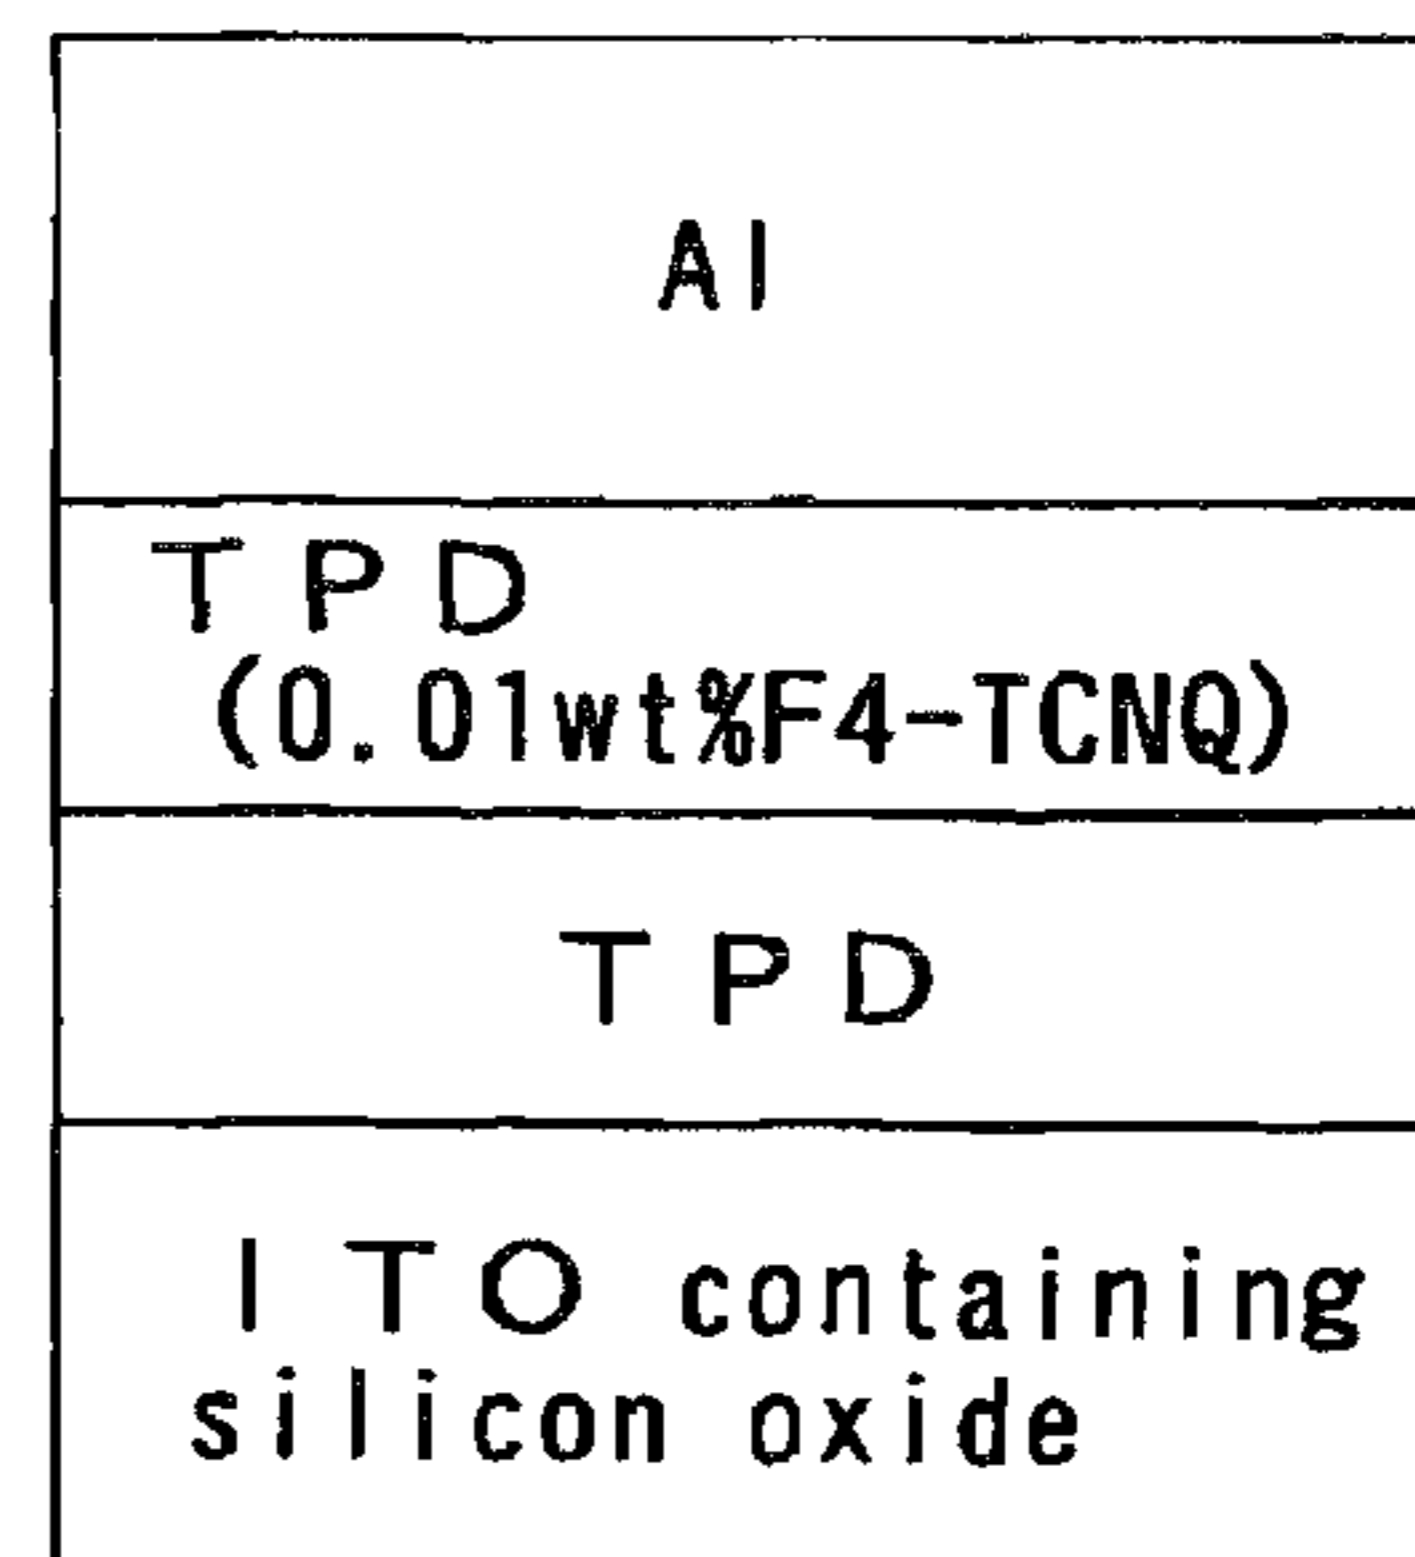 Al
TPD
(0.01wt%F4-TCNQ)
TPD
ITO containing
silicon oxide